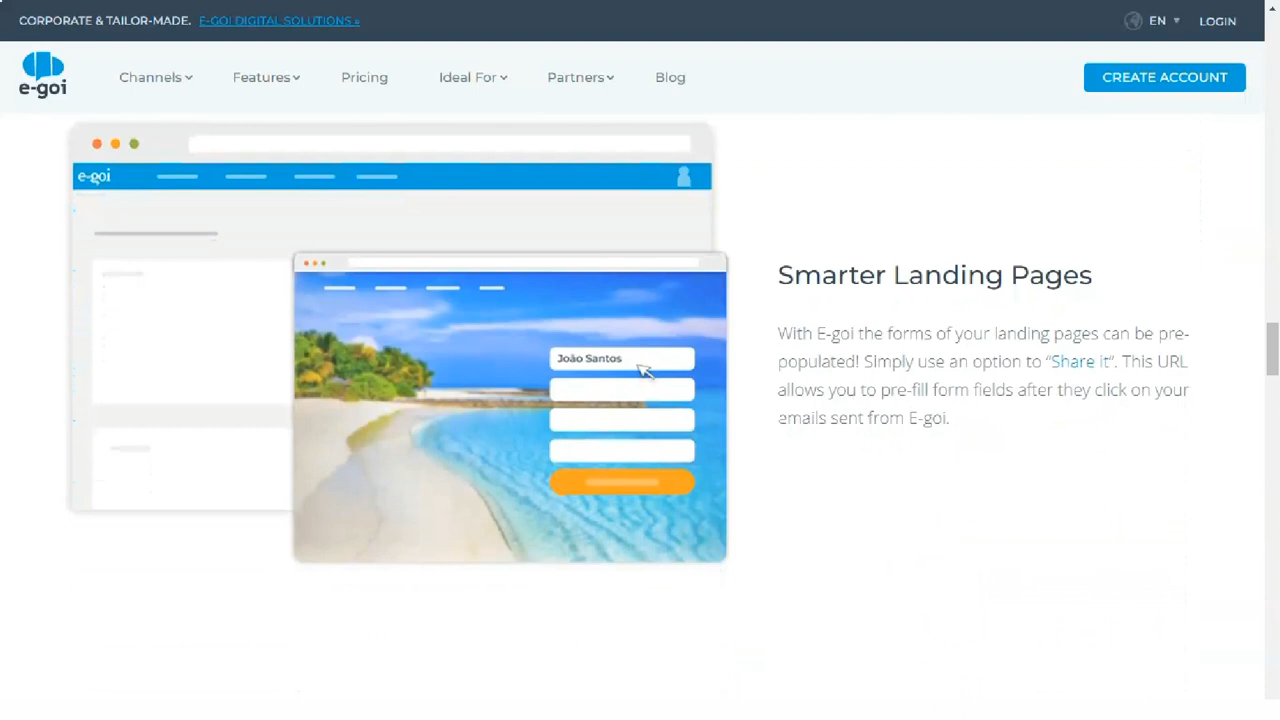 CORPORATE & TAILOR-MADE. E-GOI DIGITAL SOLUTIONS »
EN
LOGIN
e-goi
Channels
Features
Pricing
Ideal For
Partners
Blog
CREATE ACCOUNT
e-goi
João Santos
Smarter Landing Pages
With E-goi the forms of your landing pages can be pre-
populated! Simply use an option to “Share it“. This URL
allows you to pre-fill form fields after they click on your
emails sent from E-goi.